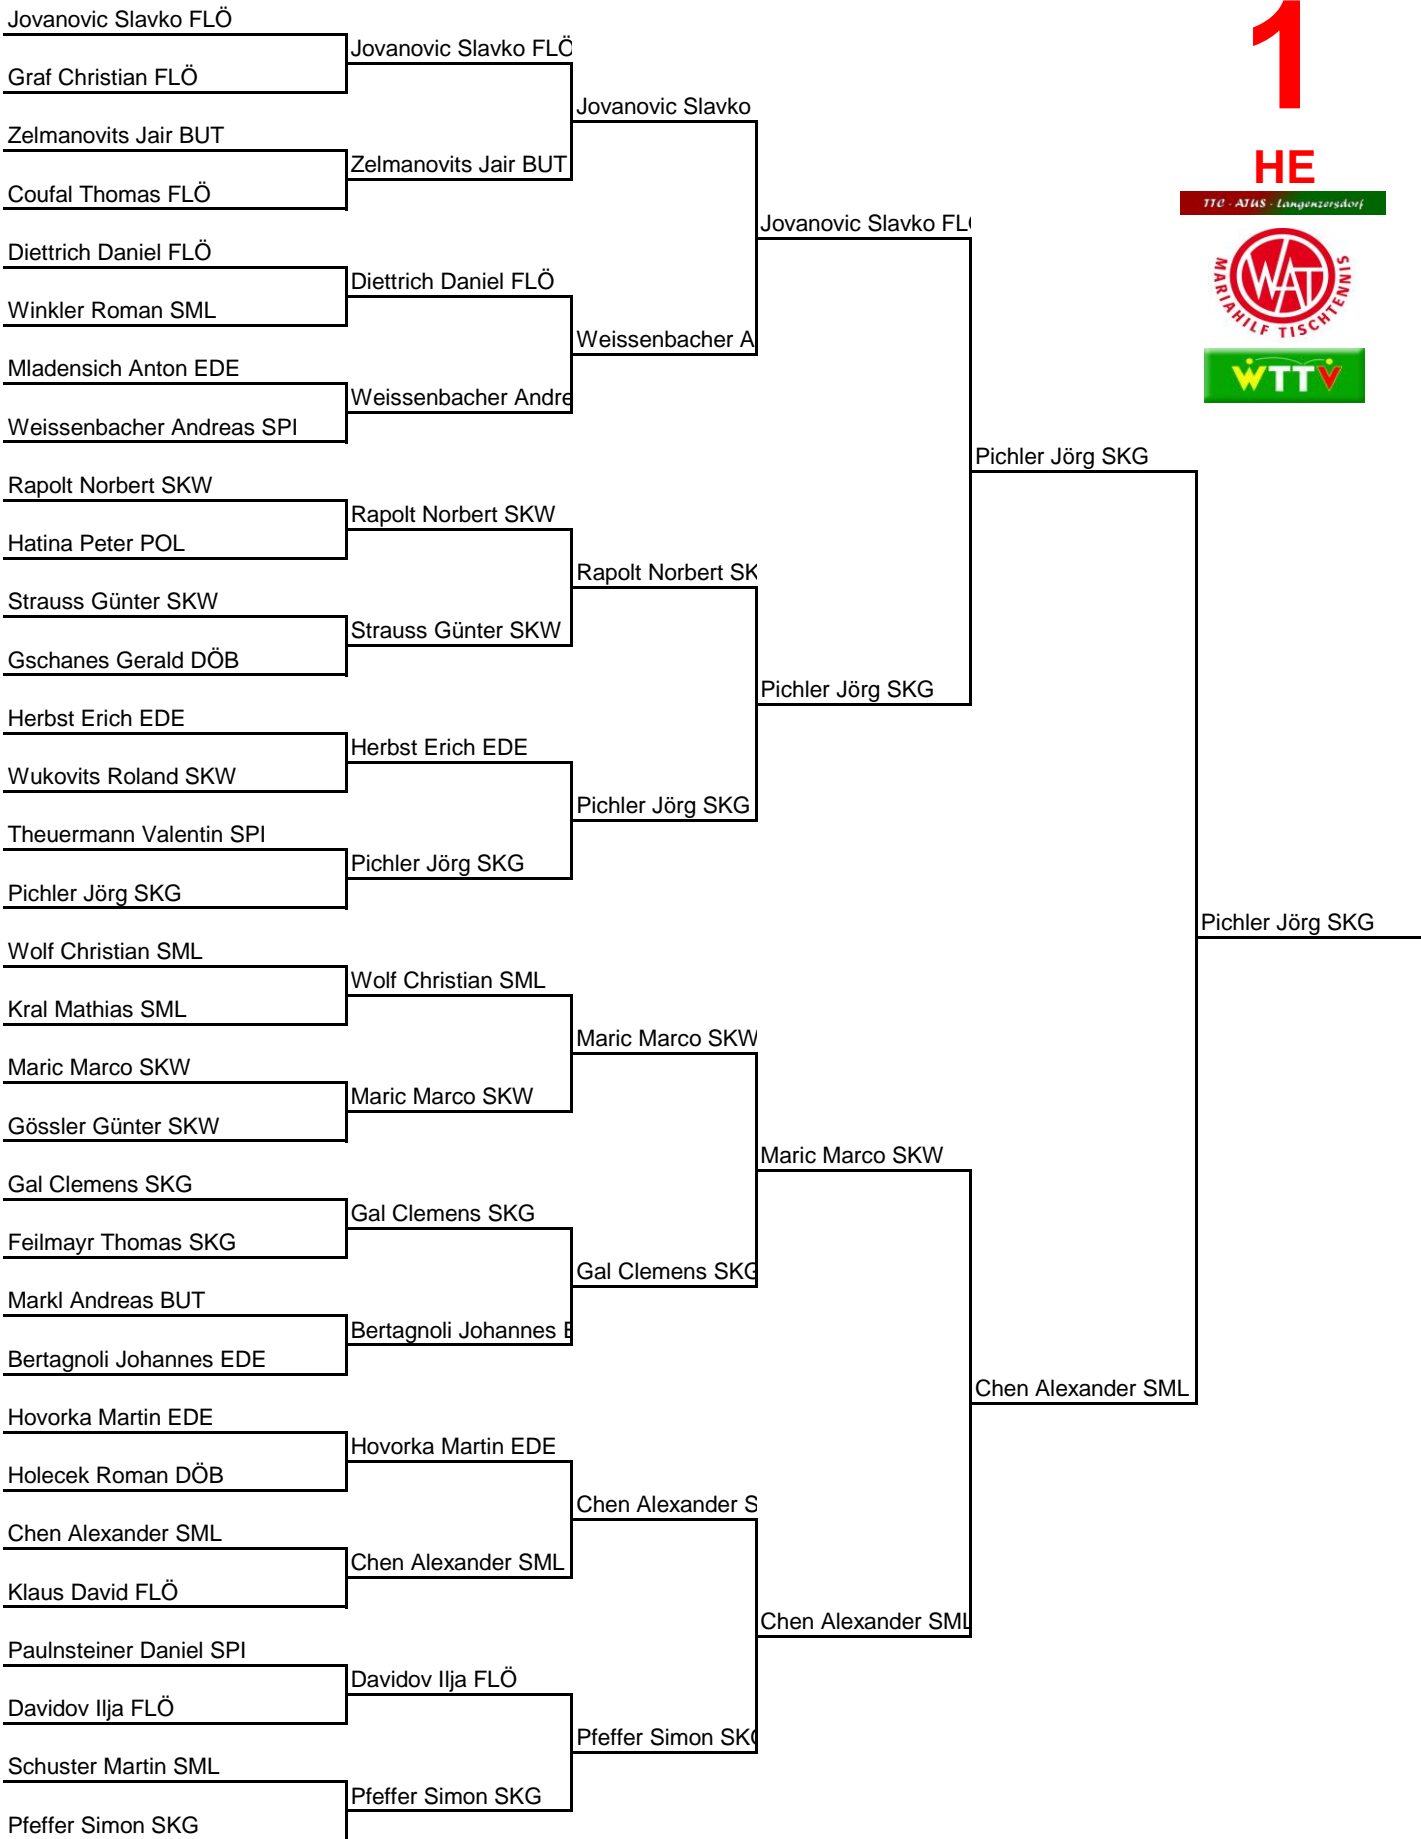 Jovanovic Slavko FLÖ
Graf Christian FLÖ
Zelmanovits Jair BUT
Coufal Thomas FLÖ
Diettrich Daniel FLÖ
Winkler Roman SML
Mladensich Anton EDE
Weissenbacher Andreas SPI
Rapolt Norbert SKW
Hatina Peter POL
Strauss Günter SKW
Gschanes Gerald DÖB
Herbst Erich EDE
Wukovits Roland SKW
Theuermann Valentin SPI
Pichler Jörg SKG
Wolf Christian SML
Kral Mathias SML
Maric Marco SKW
Gössler Günter SKW
Gal Clemens SKG
Feilmayr Thomas SKG
Markl Andreas BUT
Bertagnoli Johannes EDE
Hovorka Martin EDE
Holecek Roman DÖB
Chen Alexander SML
Klaus David FLÖ
Paulnsteiner Daniel SPI
Davidov Ilja FLÖ
Schuster Martin SML
Pfeffer Simon SKG
Jovanovic Slavko FLÖ
Zelmanovits Jair BUT
Diettrich Daniel FLÖ
Weissenbacher Andre
Rapolt Norbert SKW
Strauss Günter SKW
Herbst Erich EDE
Pichler Jörg SKG
Wolf Christian SML
Maric Marco SKW
Gal Clemens SKG
Bertagnoli Johannes E
Hovorka Martin EDE
Chen Alexander SML
Davidov Ilja FLÖ
Pfeffer Simon SKG
Jovanovic Slavko
Weissenbacher A
Rapolt Norbert SK
Pichler Jörg SKG
Maric Marco SKW
Gal Clemens SKG
Chen Alexander S
Pfeffer Simon SKG
Jovanovic Slavko FL
Pichler Jörg SKG
Maric Marco SKW
Chen Alexander SML
Pichler Jörg SKG
Chen Alexander SML
Pichler Jörg SKG
1
HE
TTC - ATUS - Langenzersdorf
WAT
MARIAHILF TISCHTENNIS
WTTV